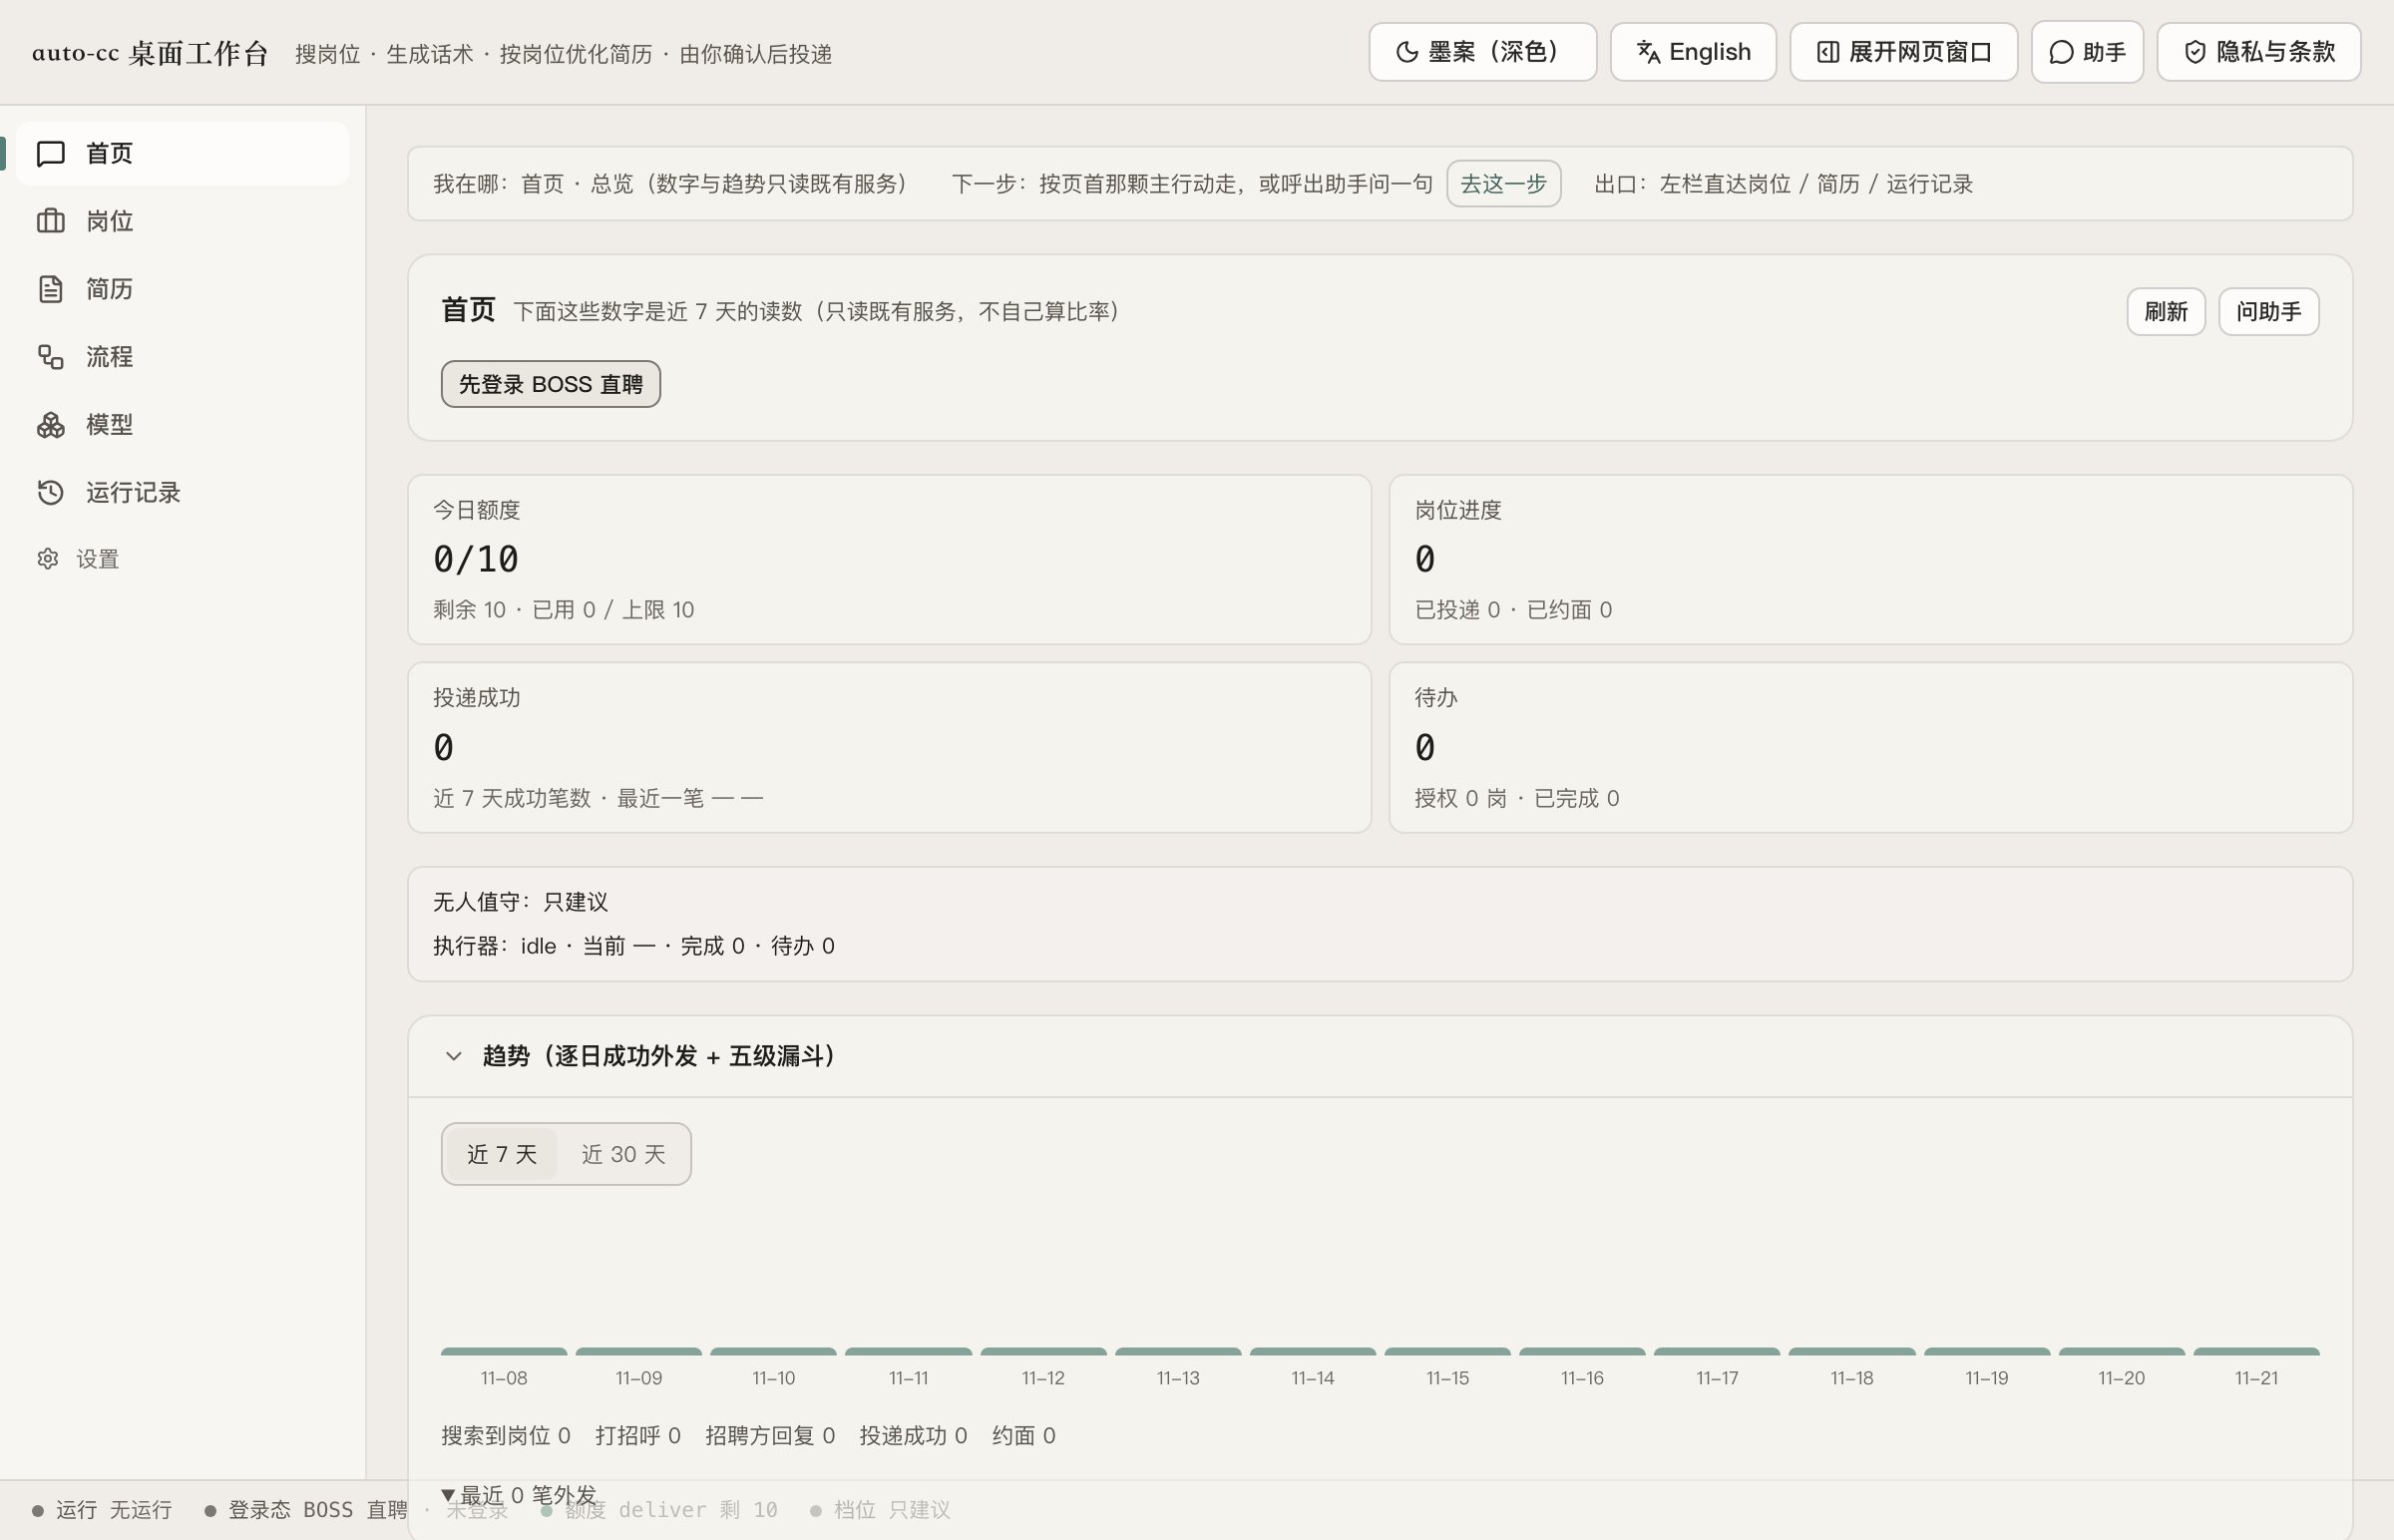 auto-cc 桌面工作台 搜岗位 · 生成话术 · 按岗位优化简历 · 由你确认后投递 墨案（深色） English 展开网页窗口 助手 隐私与条款
首页
岗位
简历
流程
模型
运行记录
设置
我在哪：首页 · 总览（数字与趋势只读既有服务） 下一步：按页首那颗主行动走，或呼出助手问一句 去这一步 出口：左栏直达岗位 / 简历 / 运行记录
首页 下面这些数字是近 7 天的读数（只读既有服务，不自己算比率） 刷新 问助手
先登录 BOSS 直聘
今日额度
0/10
剩余 10 · 已用 0 / 上限 10
岗位进度
0
已投递 0 · 已约面 0
投递成功
0
近 7 天成功笔数 · 最近一笔 — —
待办
0
授权 0 岗 · 已完成 0
无人值守：只建议
执行器：idle · 当前 — · 完成 0 · 待办 0
趋势（逐日成功外发 + 五级漏斗）
近 7 天 近 30 天
11-08 11-09 11-10 11-11 11-12 11-13 11-14 11-15 11-16 11-17 11-18 11-19 11-20 11-21
搜索到岗位 0 打招呼 0 招聘方回复 0 投递成功 0 约面 0
▼最近 0 笔外发
运行 无运行 登录态 BOSS 直聘 · 未登录 额度 deliver 剩 10 档位 只建议